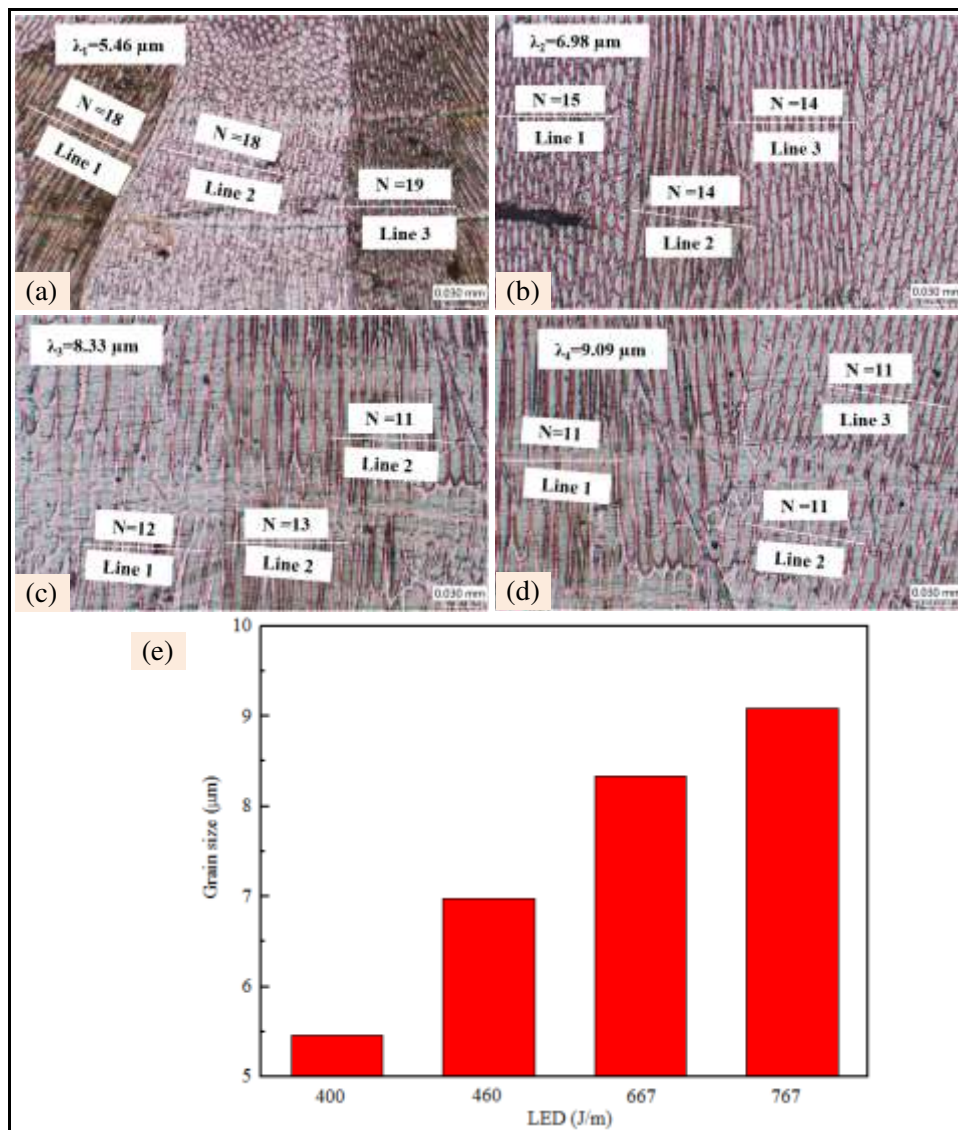 λ₁=5.46 μm
N =18
Line 1
N =18
Line 2
N =19
Line 3
(a)
0.030 mm
λ₂=6.98 μm
N =15
Line 1
N =14
Line 3
N =14
Line 2
(b)
0.030 mm
λ₃=8.33 μm
N =11
Line 2
N=12
Line 1
N=13
Line 2
(c)
0.030 mm
λ₄=9.09 μm
N =11
Line 3
N=11
Line 1
N =11
Line 2
(d)
0.030 mm
(e)
10
9
8
7
6
5
Grain size (μm)
400
460
667
767
LED (J/m)